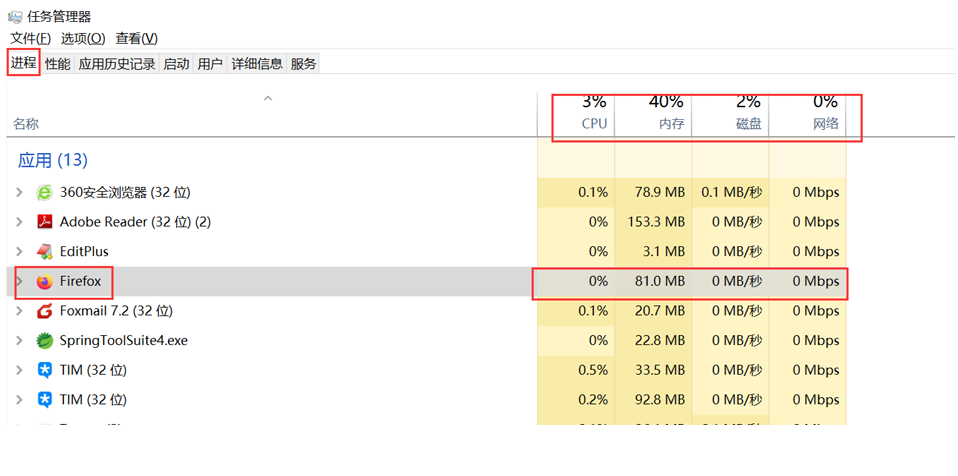 任务管理器
文件(F) 选项(O) 查看(V)
进程 性能 应用历史记录 启动 用户 详细信息 服务
3% 40% 2% 0%
名称 CPU 内存 磁盘 网络
应用 (13)
360安全浏览器 (32 位) 0.1% 78.9 MB 0.1 MB/秒 0 Mbps
Adobe Reader (32 位) (2) 0% 153.3 MB 0 MB/秒 0 Mbps
EditPlus 0% 3.1 MB 0 MB/秒 0 Mbps
Firefox 0% 81.0 MB 0 MB/秒 0 Mbps
Foxmail 7.2 (32 位) 0.1% 20.7 MB 0 MB/秒 0 Mbps
SpringToolSuite4.exe 0% 22.8 MB 0 MB/秒 0 Mbps
TIM (32 位) 0.5% 33.5 MB 0 MB/秒 0 Mbps
TIM (32 位) 0.2% 92.8 MB 0 MB/秒 0 Mbps